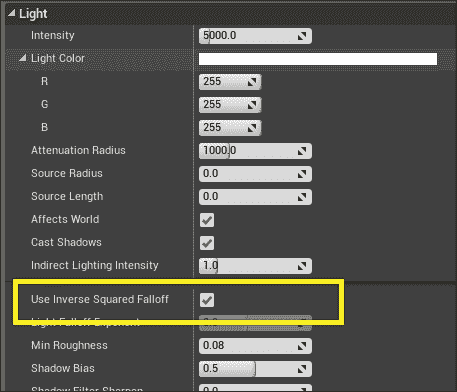 Light
Intensity 5000.0
Light Color
R 255
G 255
B 255
Attenuation Radius 1000.0
Source Radius 0.0
Source Length 0.0
Affects World
Cast Shadows
Indirect Lighting Intensity 1.0
Use Inverse Squared Falloff
Light Falloff Exponent
Min Roughness 0.08
Shadow Bias 0.5
Shadow Filter Sharpen 0.0